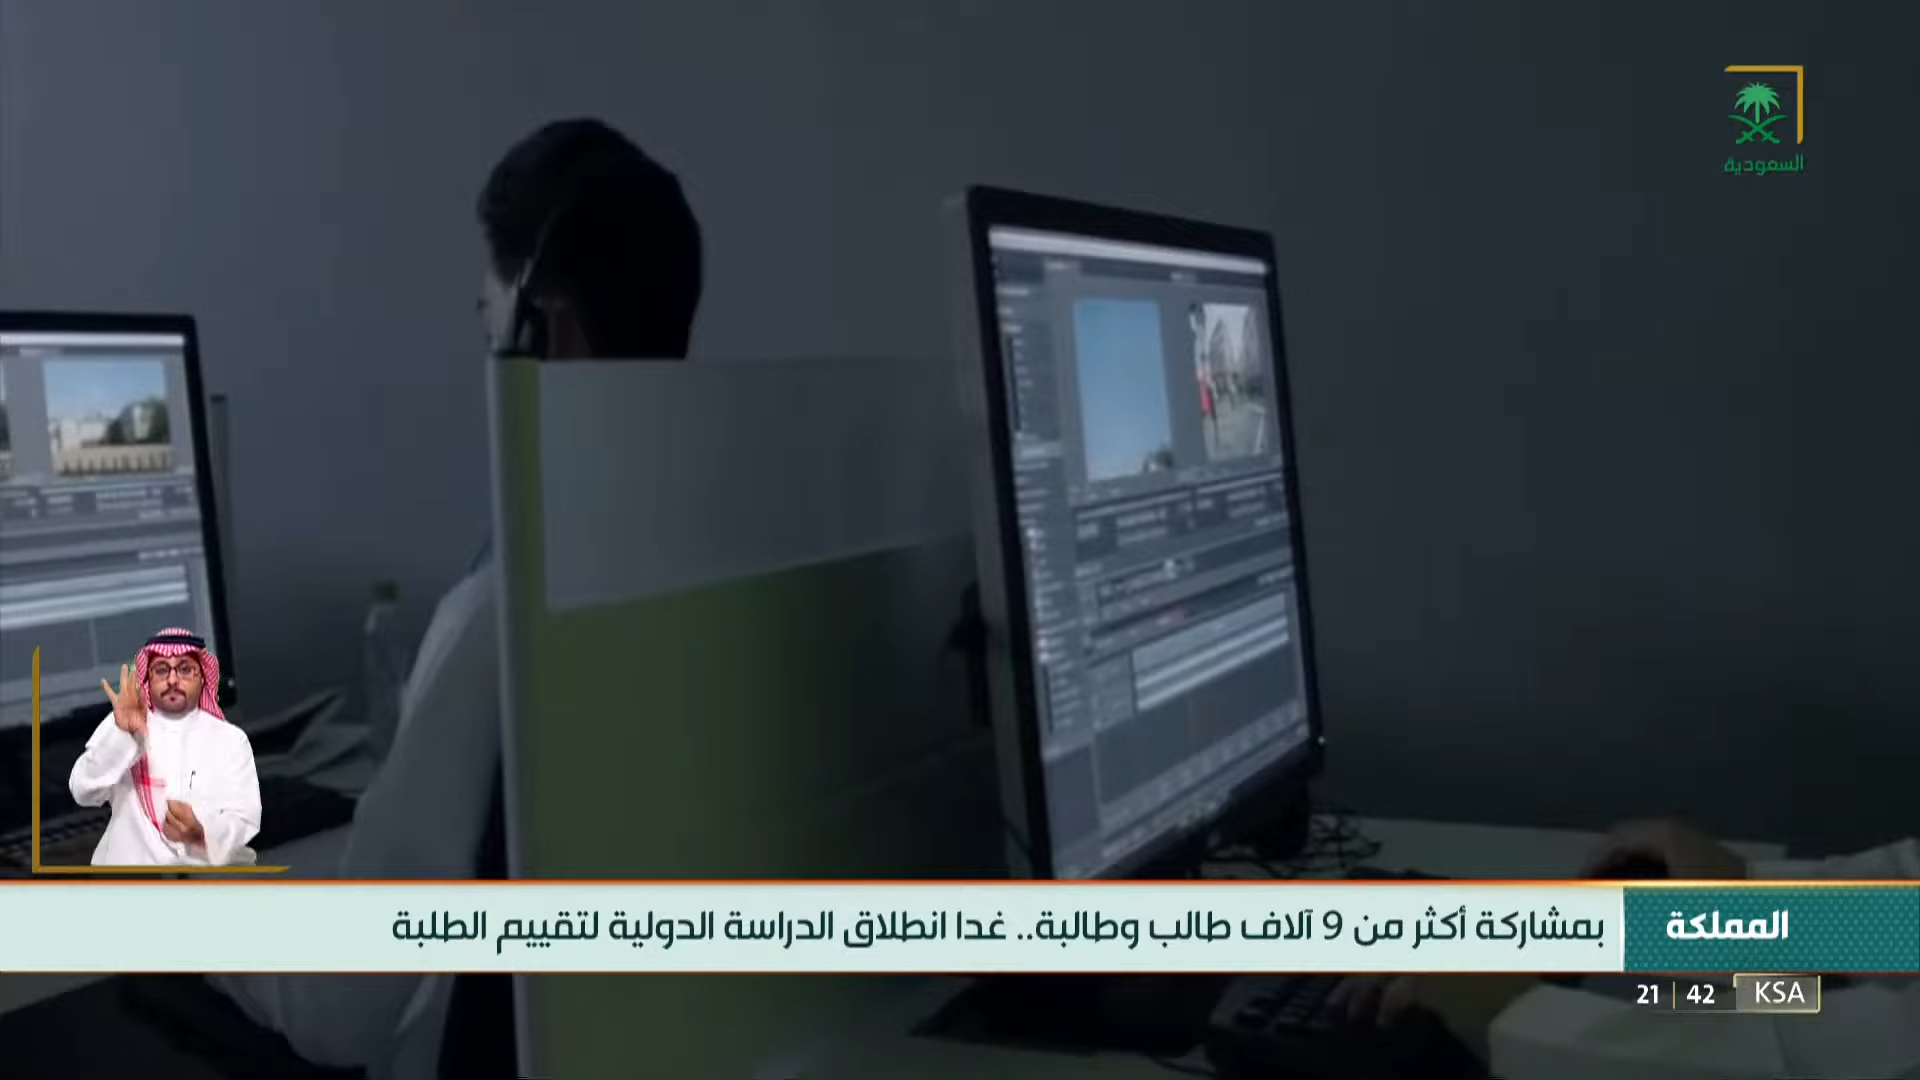 السعودية
المملكة
بمشاركة أكثر من 9 آلاف طالب وطالبة.. غدا انطلاق الدراسة الدولية لتقييم الطلبة
21 | 42 KSA